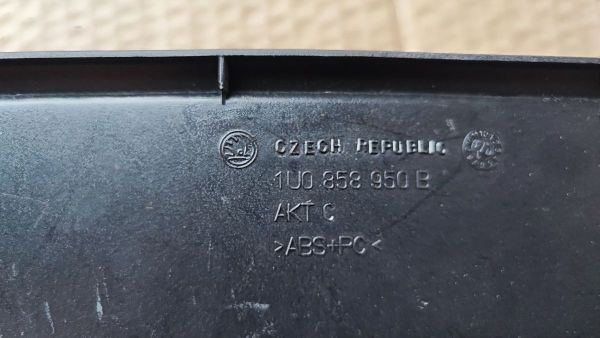 CZECH REPUBLIC
1U0 858 950 B
AKT C
>ABS+PC<